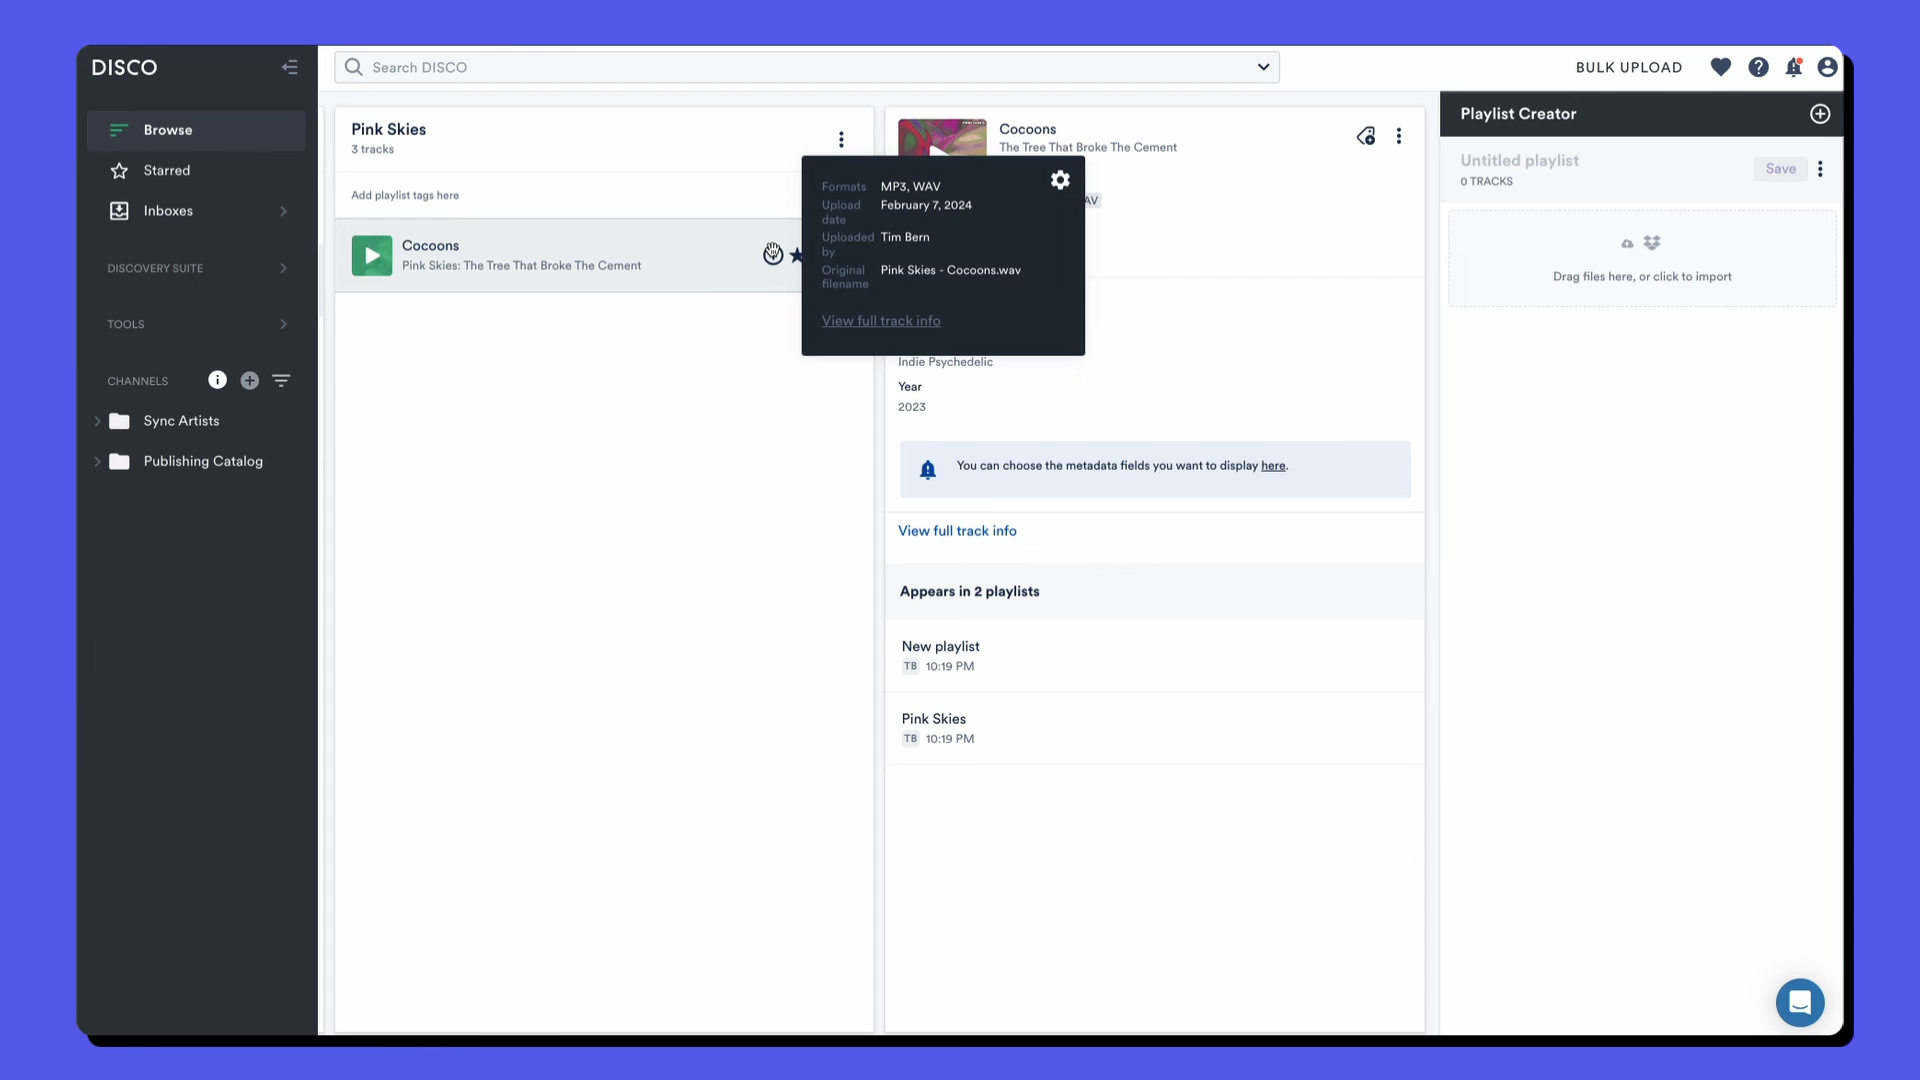 DISCO
Browse
Starred
Inboxes
DISCOVERY SUITE
TOOLS
CHANNELS
Sync Artists
Publishing Catalog
Search DISCO
BULK UPLOAD
Pink Skies
3 tracks
Add playlist tags here
Cocoons
Pink Skies: The Tree That Broke The Cement
Cocoons
The Tree That Broke The Cement
AV
Formats MP3, WAV
Upload date February 7, 2024
Uploaded by Tim Bern
Original filename Pink Skies - Cocoons.wav
View full track info
Indie Psychedelic
Year
2023
You can choose the metadata fields you want to display here.
View full track info
Appears in 2 playlists
New playlist
TB 10:19 PM
Pink Skies
TB 10:19 PM
Playlist Creator
Untitled playlist
0 TRACKS
Save
Drag files here, or click to import